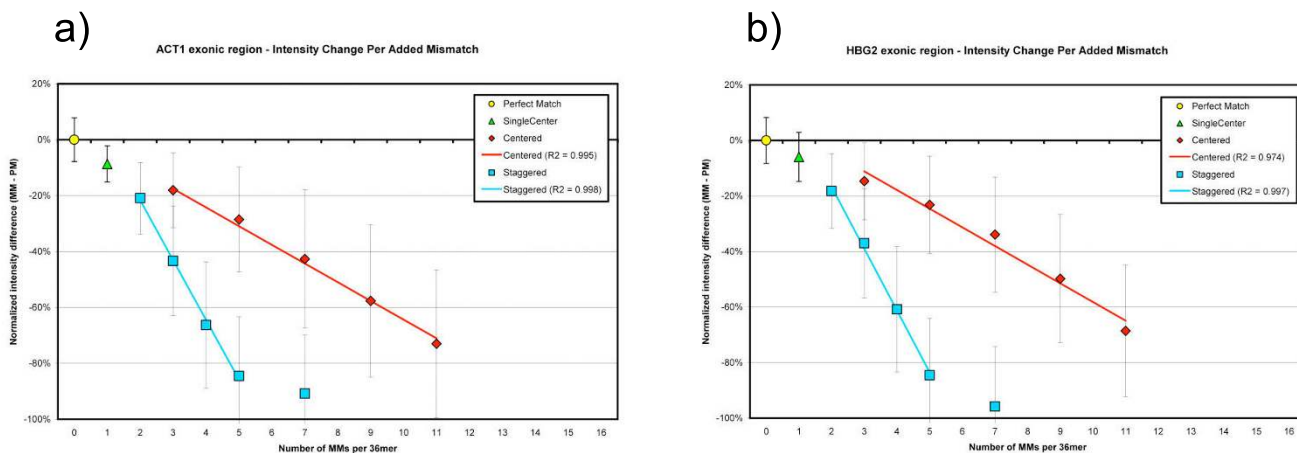 a)
ACT1 exonic region - Intensity Change Per Added Mismatch
Normalized intensity difference (MM - PM)
20%
0%
-20%
-40%
-60%
-80%
-100%
Perfect Match
SingleCenter
Centered
Centered (R2 = 0.995)
Staggered
Staggered (R2 = 0.998)
0 1 2 3 4 5 6 7 8 9 10 11 12 13 14 15 16
Number of MMs per 36mer
b)
HBG2 exonic region - Intensity Change Per Added Mismatch
Normalized intensity difference (MM - PM)
20%
0%
-20%
-40%
-60%
-80%
-100%
Perfect Match
SingleCenter
Centered
Centered (R2 = 0.974)
Staggered
Staggered (R2 = 0.997)
0 1 2 3 4 5 6 7 8 9 10 11 12 13 14 15 16
Number of MMs per 36mer